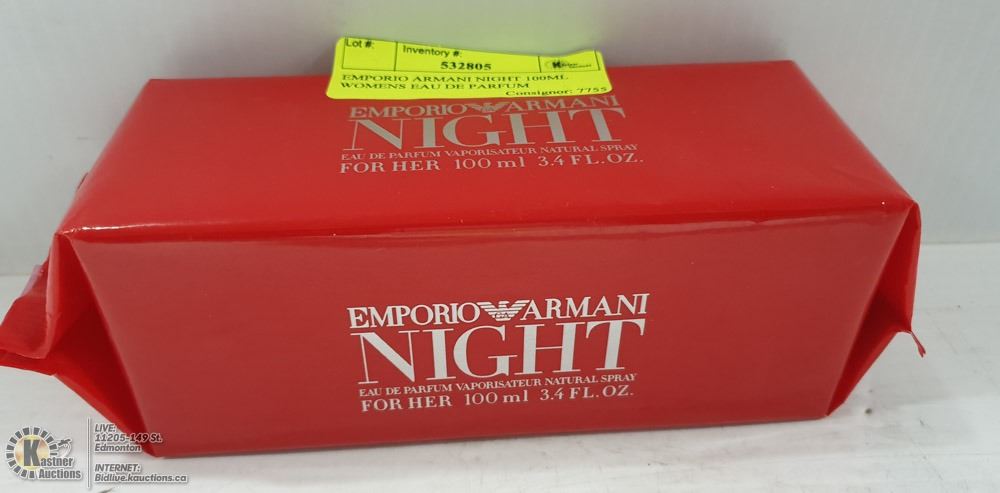 Lot #: Inventory #:
532805
EMPORIO ARMANI NIGHT 100ML
WOMENS EAU DE PARFUM
Consignor: 7755
EMPORIO ARMANI
NIGHT
EAU DE PARFUM VAPORISATEUR NATURAL SPRAY
FOR HER 100 ml 3.4 FL. OZ.
EMPORIO ARMANI
NIGHT
EAU DE PARFUM VAPORISATEUR NATURAL SPRAY
FOR HER 100 ml 3.4 FL. OZ.
Kastner
Auctions
LIVE:
11205-149 St.
Edmonton
INTERNET:
Bidlive.kauctions.ca